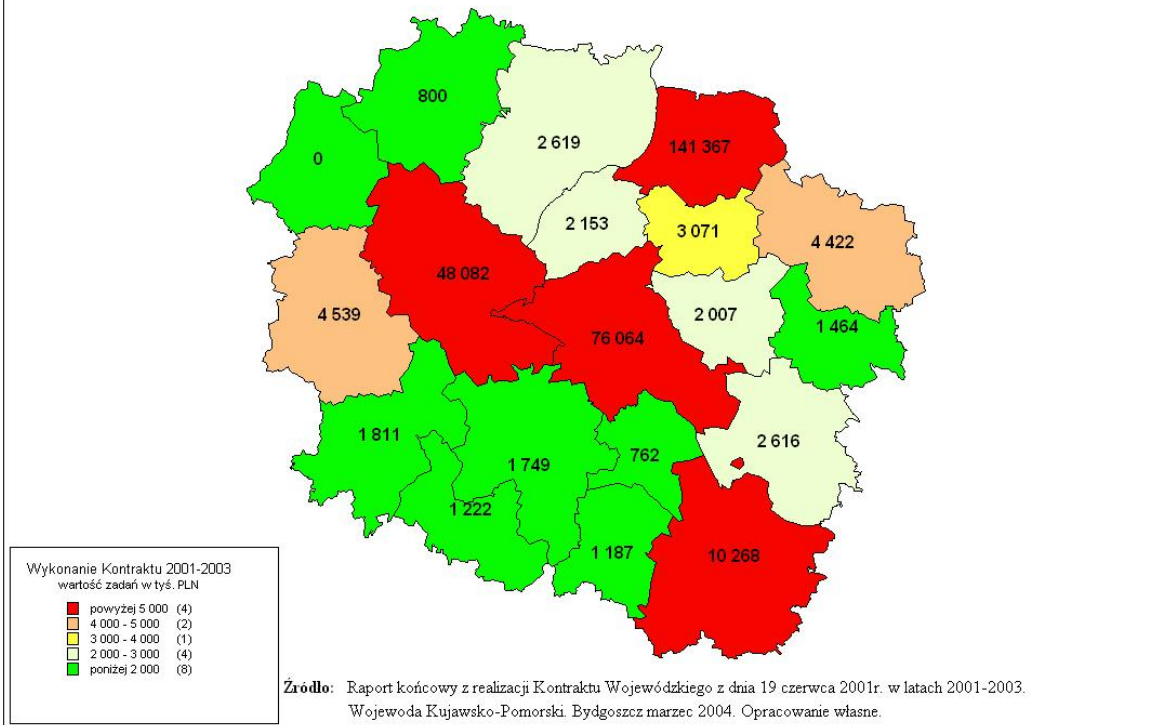 800
0
2 619
141 367
2 153
3 071
4 422
48 082
4 539
76 064
2 007
1 464
1 811
1 749
762
2 616
1 222
1 187
10 268
Wykonanie Kontraktu 2001-2003
wartość zadań w tyś. PLN
powyżej 5 000 (4)
4 000 - 5 000 (2)
3 000 - 4 000 (1)
2 000 - 3 000 (4)
poniżej 2 000 (8)
Źródło: Raport końcowy z realizacji Kontraktu Wojewódzkiego z dnia 19 czerwca 2001r. w latach 2001-2003.
Wojewoda Kujawsko-Pomorski. Bydgoszcz marzec 2004. Opracowanie własne.